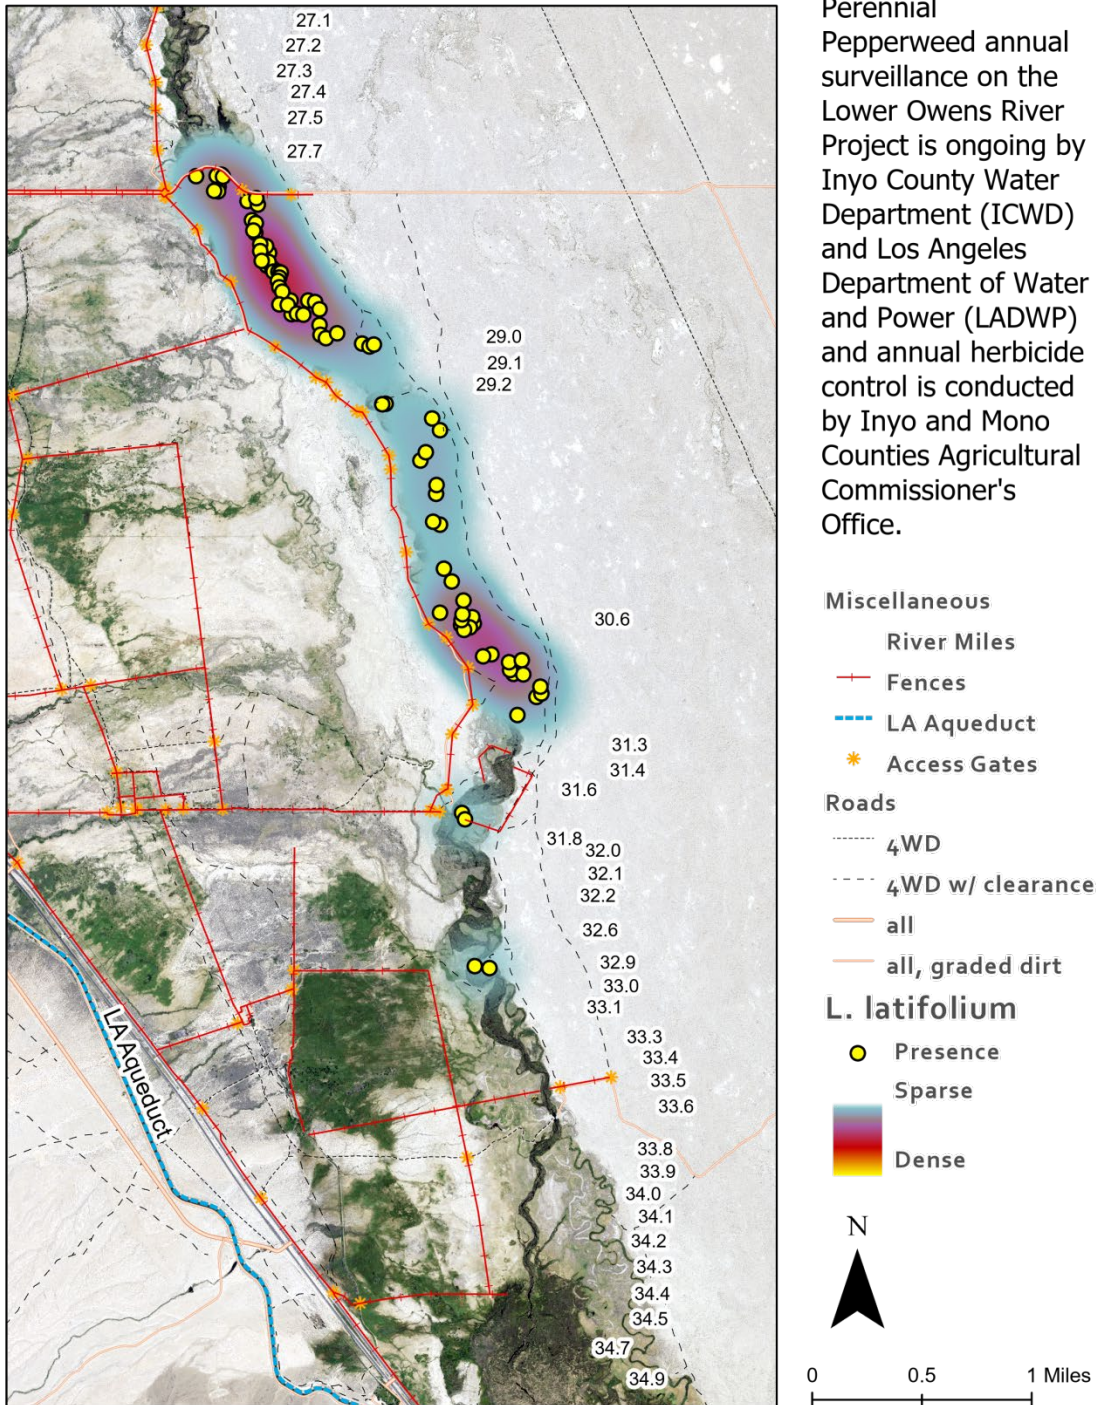 Perennial
Pepperweed annual
surveillance on the
Lower Owens River
Project is ongoing by
Inyo County Water
Department (ICWD)
and Los Angeles
Department of Water
and Power (LADWP)
and annual herbicide
control is conducted
by Inyo and Mono
Counties Agricultural
Commissioner's
Office.
27.1
27.2
27.3
27.4
27.5
27.7
29.0
29.1
29.2
30.6
31.3
31.4
31.6
31.8
32.0
32.1
32.2
32.6
32.9
33.0
33.1
33.3
33.4
33.5
33.6
33.8
33.9
34.0
34.1
34.2
34.3
34.4
34.5
34.7
34.9
LA Aqueduct
Miscellaneous
River Miles
Fences
LA Aqueduct
Access Gates
Roads
4WD
4WD w/ clearance
all
all, graded dirt
L. latifolium
Presence
Sparse
Dense
N
0 0.5 1 Miles